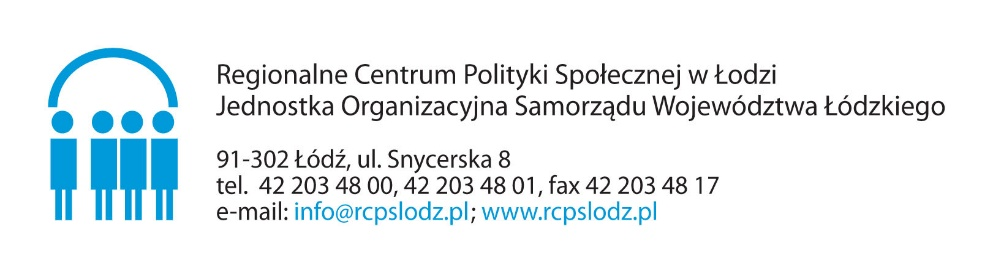 Regionalne Centrum Polityki Społecznej w Łodzi
Jednostka Organizacyjna Samorządu Województwa Łódzkiego
91-302 Łódź, ul. Snycerska 8
tel. 42 203 48 00, 42 203 48 01, fax 42 203 48 17
e-mail: info@rcpslodz.pl; www.rcpslodz.pl